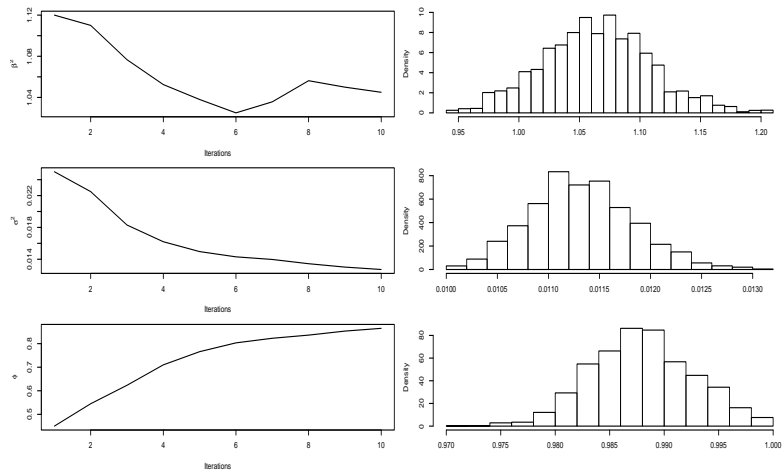 β²
1.04 1.08 1.12
2 4 6 8 10
Iterations
Density
0 2 4 6 8 10
0.95 1.00 1.05 1.10 1.15 1.20
σ²
0.014 0.018 0.022
2 4 6 8 10
Iterations
Density
0 200 400 600 800
0.0100 0.0105 0.0110 0.0115 0.0120 0.0125 0.0130
φ
0.5 0.6 0.7 0.8
2 4 6 8 10
Iterations
Density
0 20 40 60 80
0.970 0.975 0.980 0.985 0.990 0.995 1.000